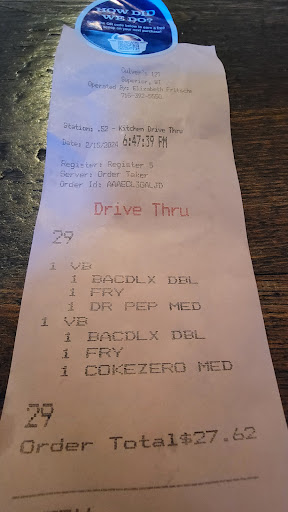 HOW DID
WE DO?
Culver's 171
Superior, WI
Operated By: Elizabeth Fritsche
Station: .52 - Kitchen Drive Thru
Date: 2/15/2024 6:47:39 PM
Register: Register 5
Server: Order Taker
Drive Thru
29
1 VB
1 BACDLX DBL
1 FRY
1 DR PEP MED
1 VB
1 BACDLX DBL
1 FRY
1 COKEZERO MED
29
Order Total$27.62